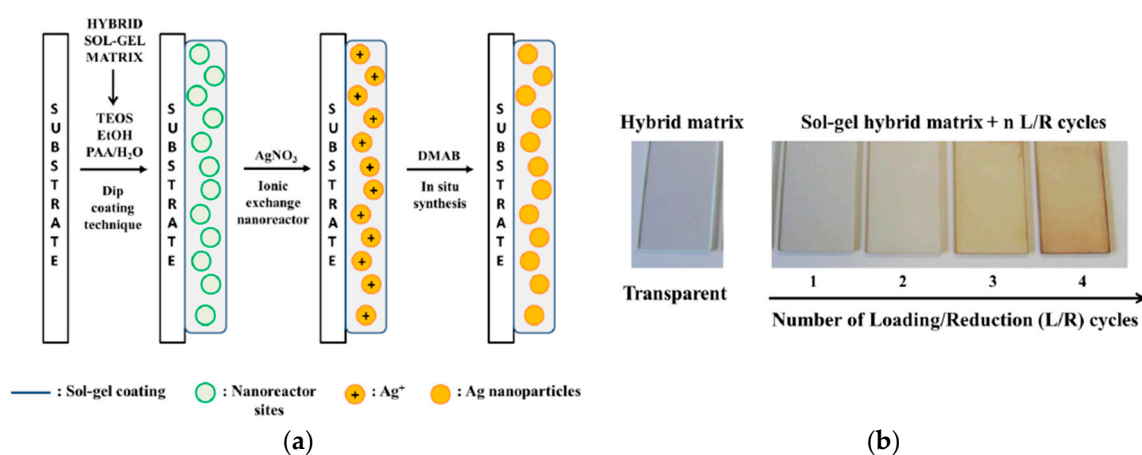 HYBRID
SOL-GEL
MATRIX
TEOS
EtOH
PAA/H₂O
Dip
coating
technique
SUBSTRATE
SUBSTRATE
AgNO₃
Ionic
exchange
nanoreactor
SUBSTRATE
+
+
+
+
+
+
+
+
+
+
+
+
DMAB
In situ
synthesis
SUBSTRATE
: Sol-gel coating
: Nanoreactor
sites
+ : Ag⁺
: Ag nanoparticles
(a)
Hybrid matrix
Transparent
Sol-gel hybrid matrix + n L/R cycles
1 2 3 4
Number of Loading/Reduction (L/R) cycles
(b)